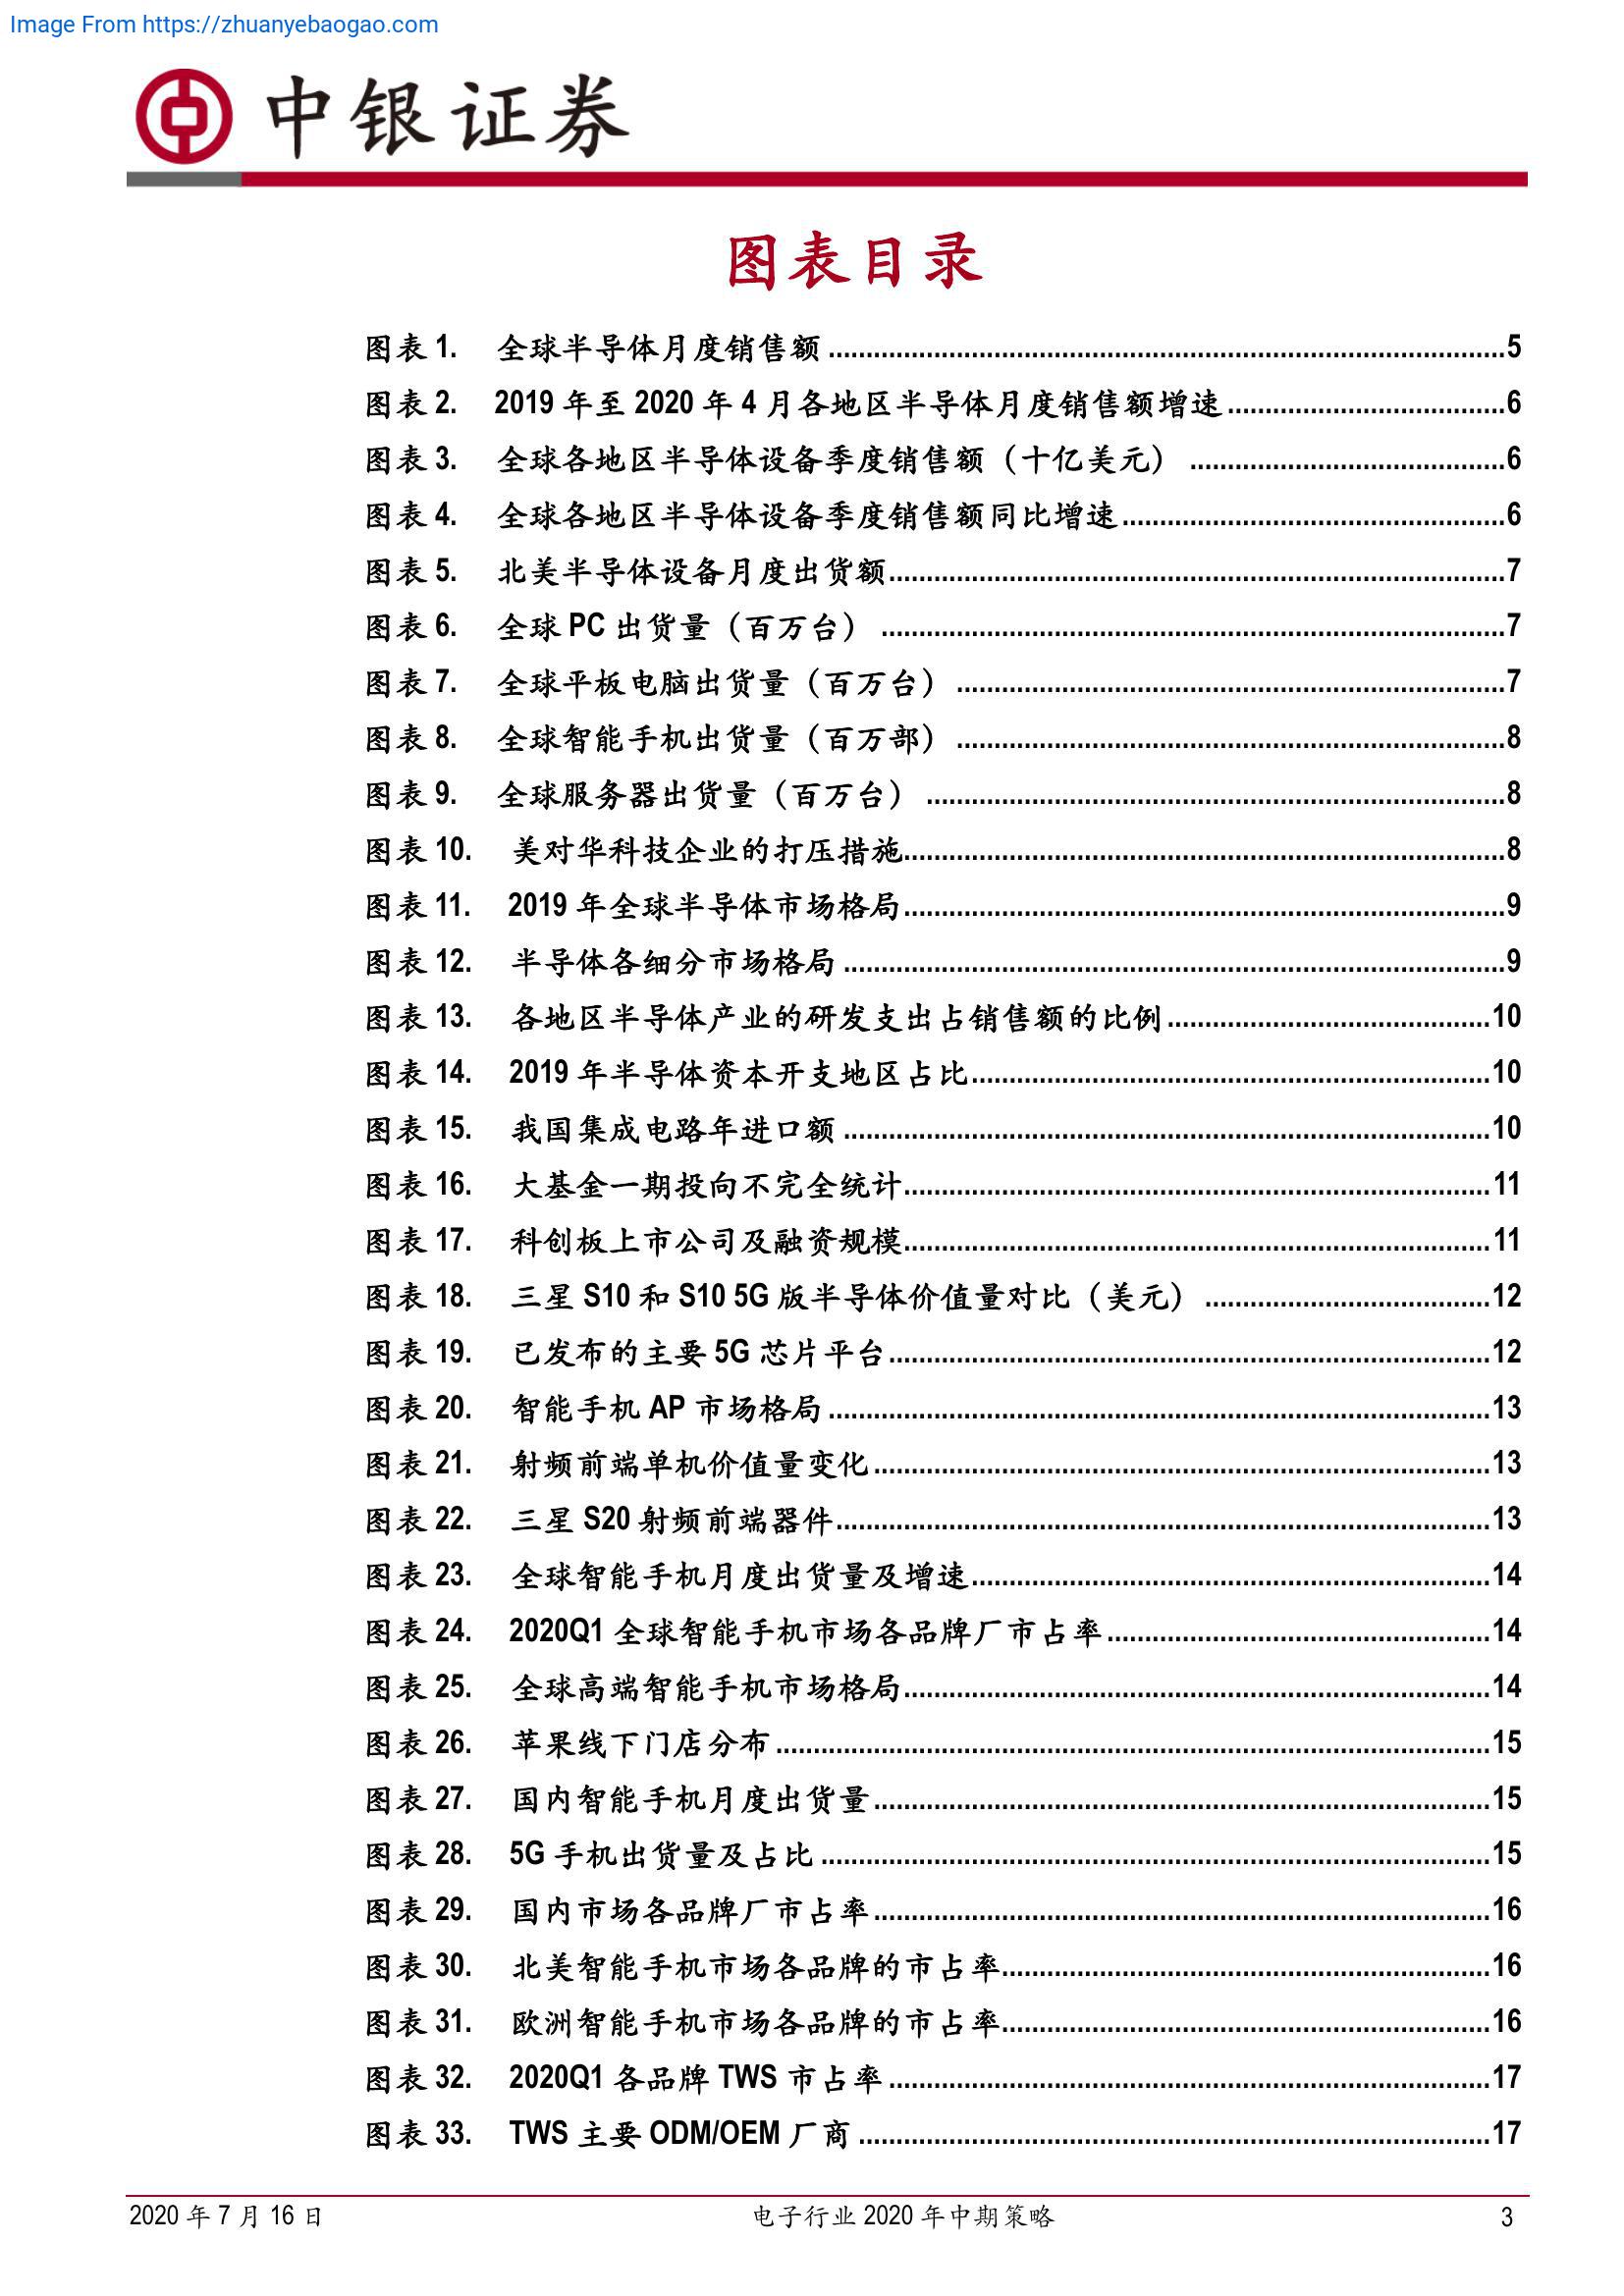 Image From https://zhuanyebaogao.com
中银证券
图表目录
图表 1. 全球半导体月度销售额 ........ 5
图表 2. 2019 年至 2020 年 4 月各地区半导体月度销售额增速 ........ 6
图表 3. 全球各地区半导体设备季度销售额（十亿美元） ........ 6
图表 4. 全球各地区半导体设备季度销售额同比增速 ........ 6
图表 5. 北美半导体设备月度出货额 ........ 7
图表 6. 全球 PC 出货量（百万台） ........ 7
图表 7. 全球平板电脑出货量（百万台） ........ 7
图表 8. 全球智能手机出货量（百万部） ........ 8
图表 9. 全球服务器出货量（百万台） ........ 8
图表 10. 美对华科技企业的打压措施 ........ 8
图表 11. 2019 年全球半导体市场格局 ........ 9
图表 12. 半导体各细分市场格局 ........ 9
图表 13. 各地区半导体产业的研发支出占销售额的比例 ........ 10
图表 14. 2019 年半导体资本开支地区占比 ........ 10
图表 15. 我国集成电路年进口额 ........ 10
图表 16. 大基金一期投向不完全统计 ........ 11
图表 17. 科创板上市公司及融资规模 ........ 11
图表 18. 三星 S10 和 S10 5G 版半导体价值量对比（美元） ........ 12
图表 19. 已发布的主要 5G 芯片平台 ........ 12
图表 20. 智能手机 AP 市场格局 ........ 13
图表 21. 射频前端单机价值量变化 ........ 13
图表 22. 三星 S20 射频前端器件 ........ 13
图表 23. 全球智能手机月度出货量及增速 ........ 14
图表 24. 2020Q1 全球智能手机市场各品牌厂市占率 ........ 14
图表 25. 全球高端智能手机市场格局 ........ 14
图表 26. 苹果线下门店分布 ........ 15
图表 27. 国内智能手机月度出货量 ........ 15
图表 28. 5G 手机出货量及占比 ........ 15
图表 29. 国内市场各品牌厂市占率 ........ 16
图表 30. 北美智能手机市场各品牌的市占率 ........ 16
图表 31. 欧洲智能手机市场各品牌的市占率 ........ 16
图表 32. 2020Q1 各品牌 TWS 市占率 ........ 17
图表 33. TWS 主要 ODM/OEM 厂商 ........ 17
2020 年 7 月 16 日 电子行业 2020 年中期策略 3